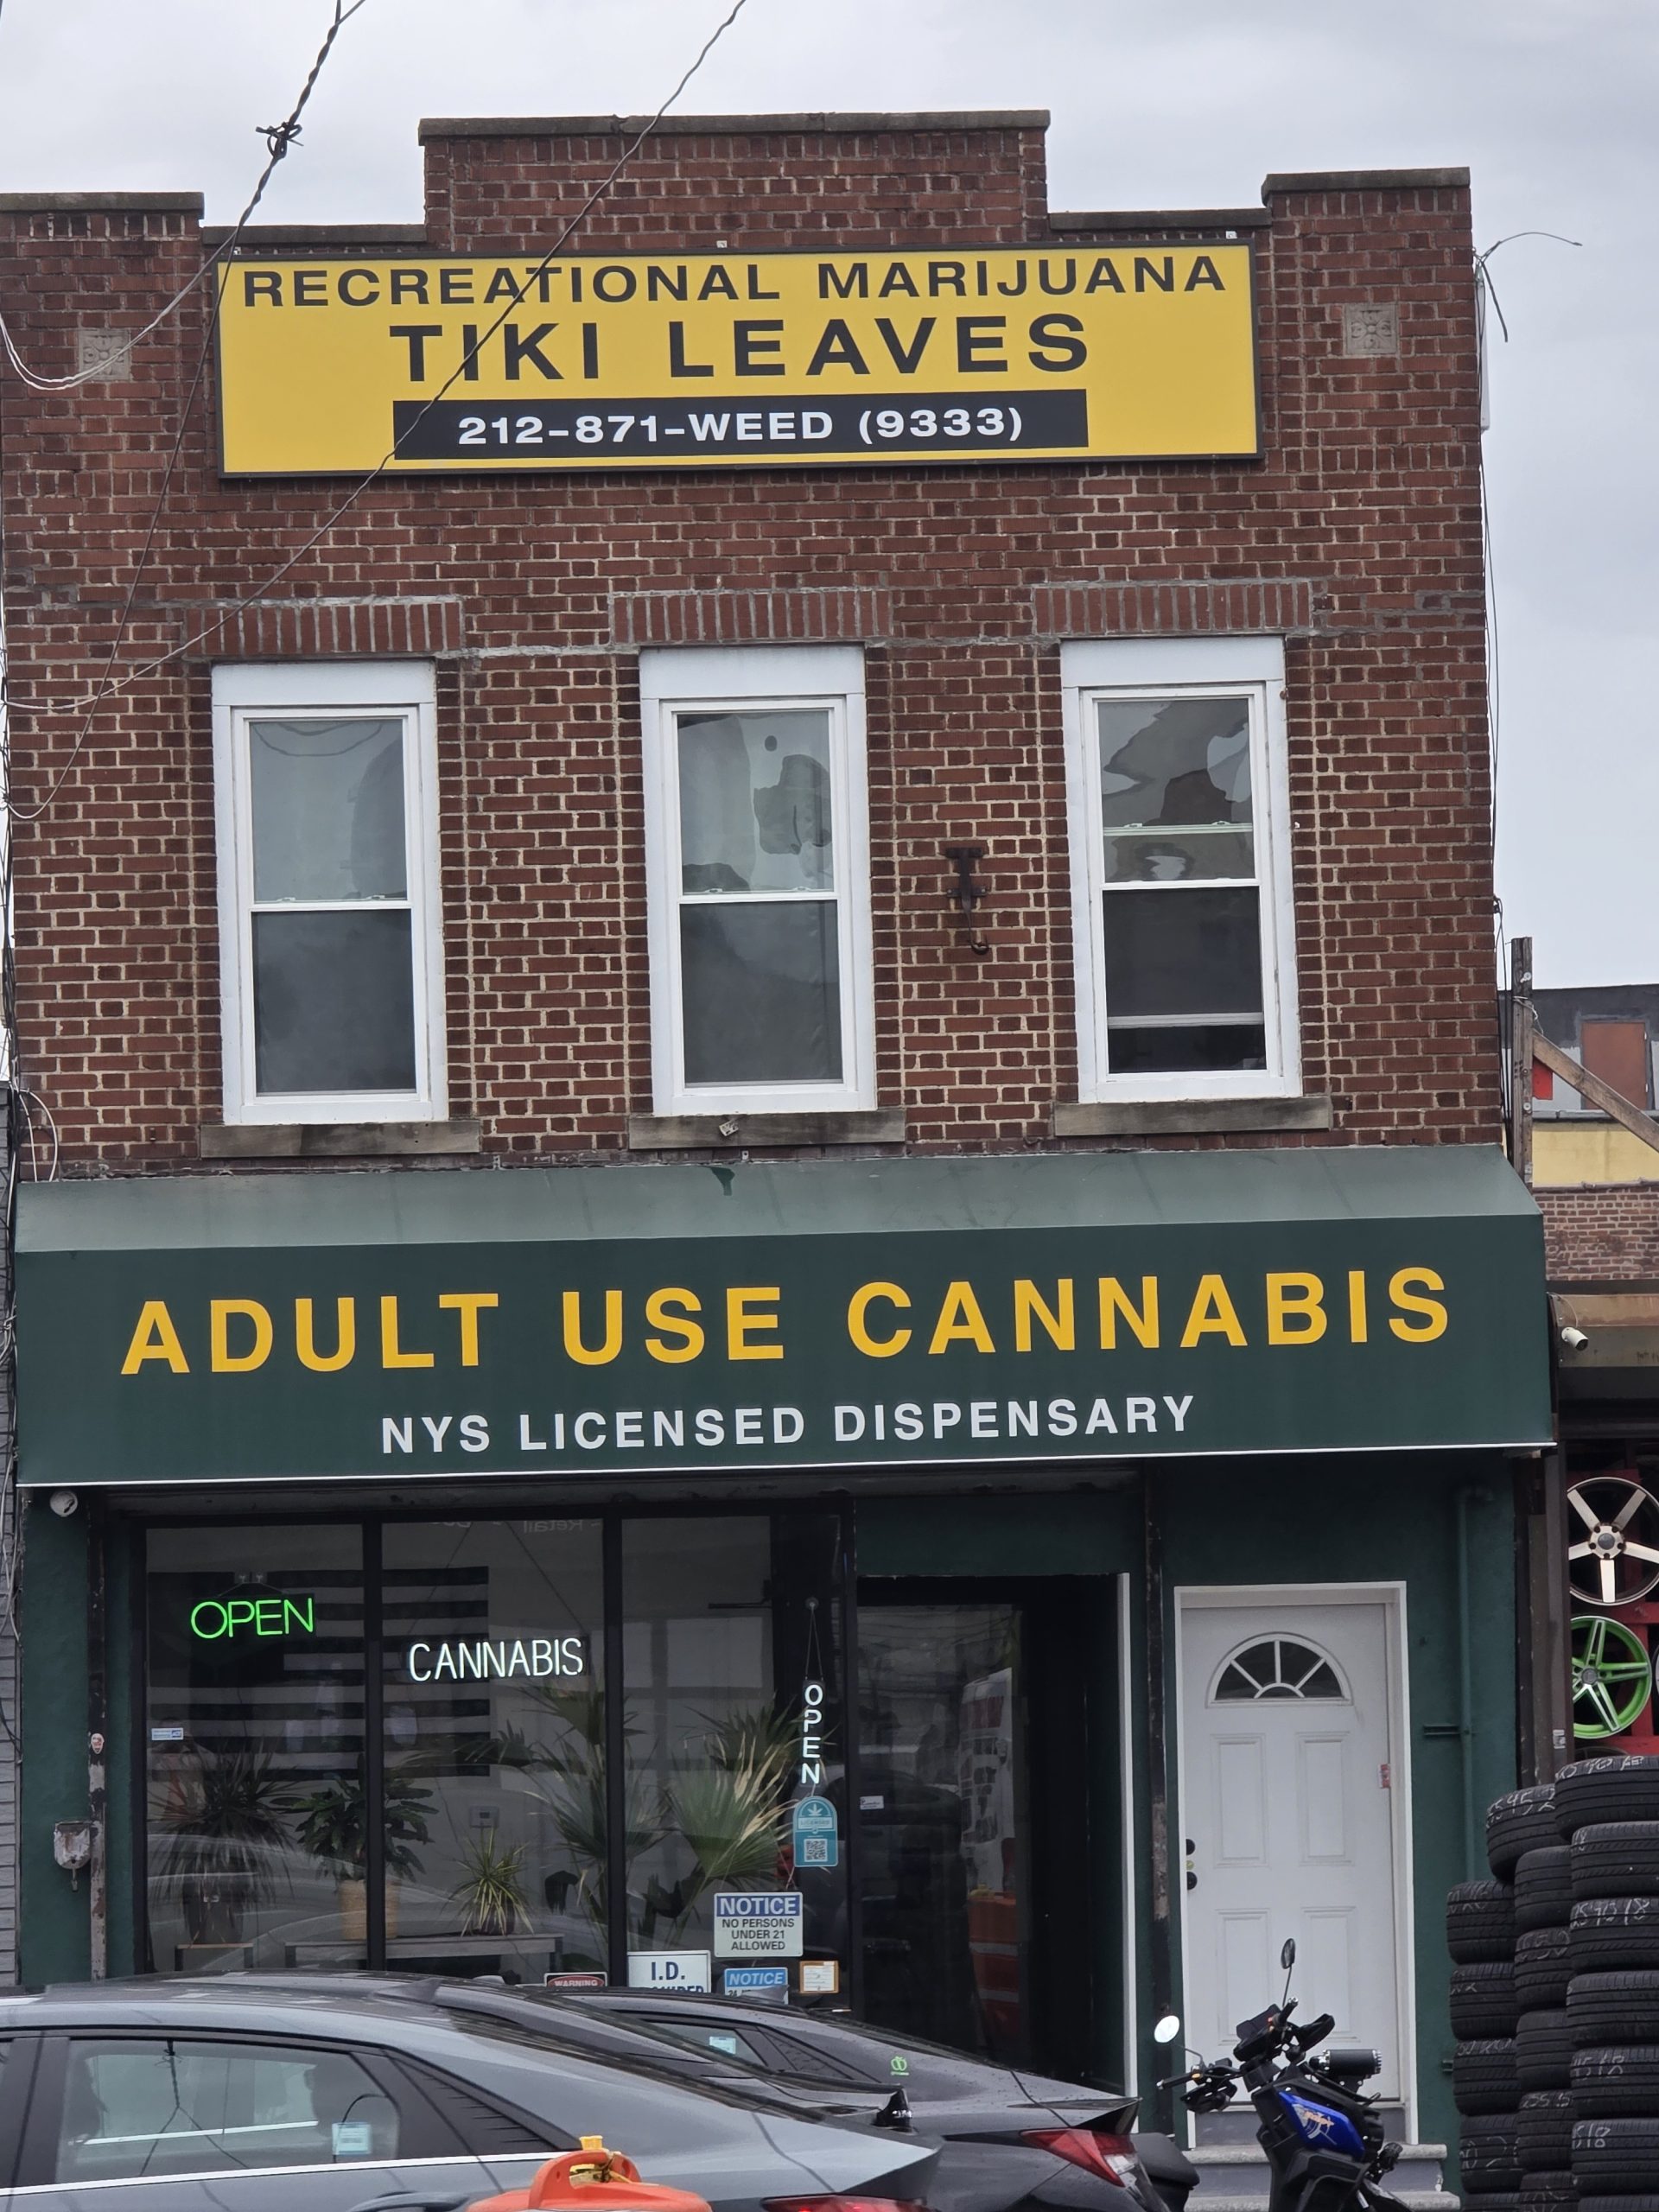 RECREATIONAL MARIJUANA
TIKI LEAVES
212-871-WEED (9333)
ADULT USE CANNABIS
NYS LICENSED DISPENSARY
OPEN
CANNABIS
OPEN
NOTICE
NO PERSONS
UNDER 21
ALLOWED
WARNING
I.D.
NOTICE